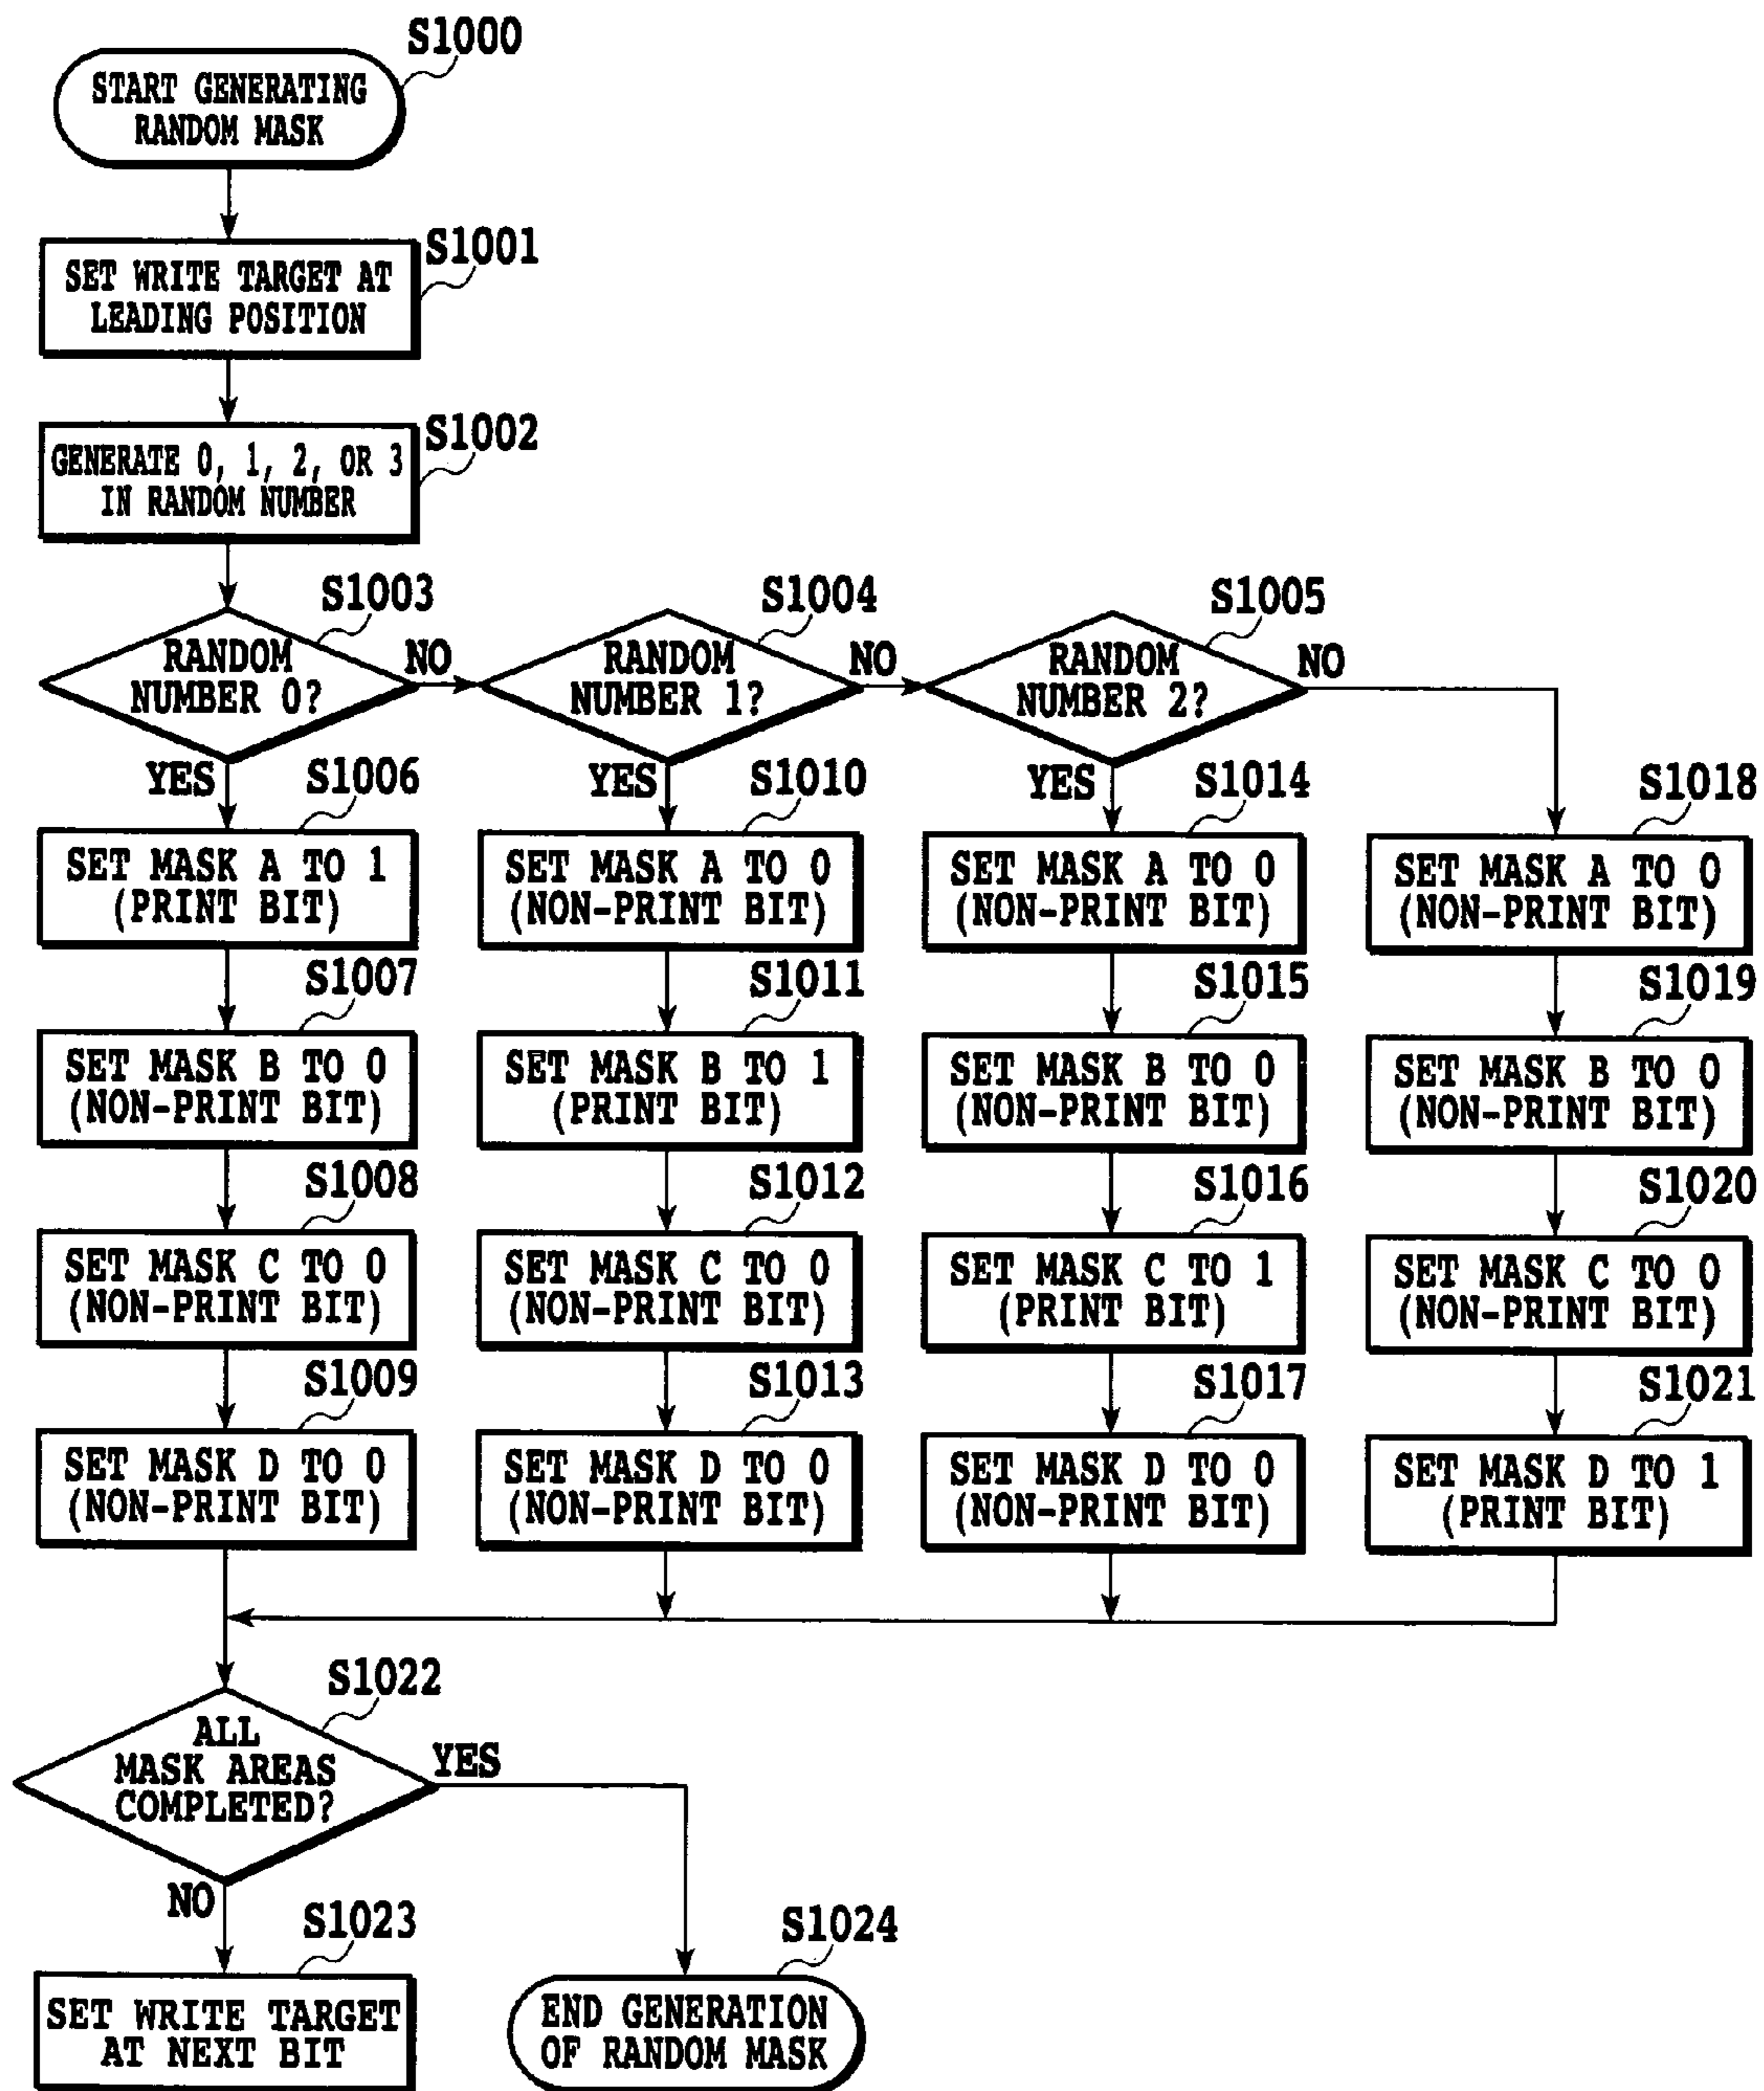 S1000
START GENERATING
RANDOM MASK
S1001
SET WRITE TARGET AT
LEADING POSITION
S1002
GENERATE 0, 1, 2, OR 3
IN RANDOM NUMBER
S1003
RANDOM
NUMBER 0?
NO
YES
S1004
RANDOM
NUMBER 1?
NO
YES
S1005
RANDOM
NUMBER 2?
NO
YES
S1006
SET MASK A TO 1
(PRINT BIT)
S1007
SET MASK B TO 0
(NON-PRINT BIT)
S1008
SET MASK C TO 0
(NON-PRINT BIT)
S1009
SET MASK D TO 0
(NON-PRINT BIT)
S1010
SET MASK A TO 0
(NON-PRINT BIT)
S1011
SET MASK B TO 1
(PRINT BIT)
S1012
SET MASK C TO 0
(NON-PRINT BIT)
S1013
SET MASK D TO 0
(NON-PRINT BIT)
S1014
SET MASK A TO 0
(NON-PRINT BIT)
S1015
SET MASK B TO 0
(NON-PRINT BIT)
S1016
SET MASK C TO 1
(PRINT BIT)
S1017
SET MASK D TO 0
(NON-PRINT BIT)
S1018
SET MASK A TO 0
(NON-PRINT BIT)
S1019
SET MASK B TO 0
(NON-PRINT BIT)
S1020
SET MASK C TO 0
(NON-PRINT BIT)
S1021
SET MASK D TO 1
(PRINT BIT)
S1022
ALL
MASK AREAS
COMPLETED?
YES
NO
S1023
SET WRITE TARGET
AT NEXT BIT
S1024
END GENERATION
OF RANDOM MASK